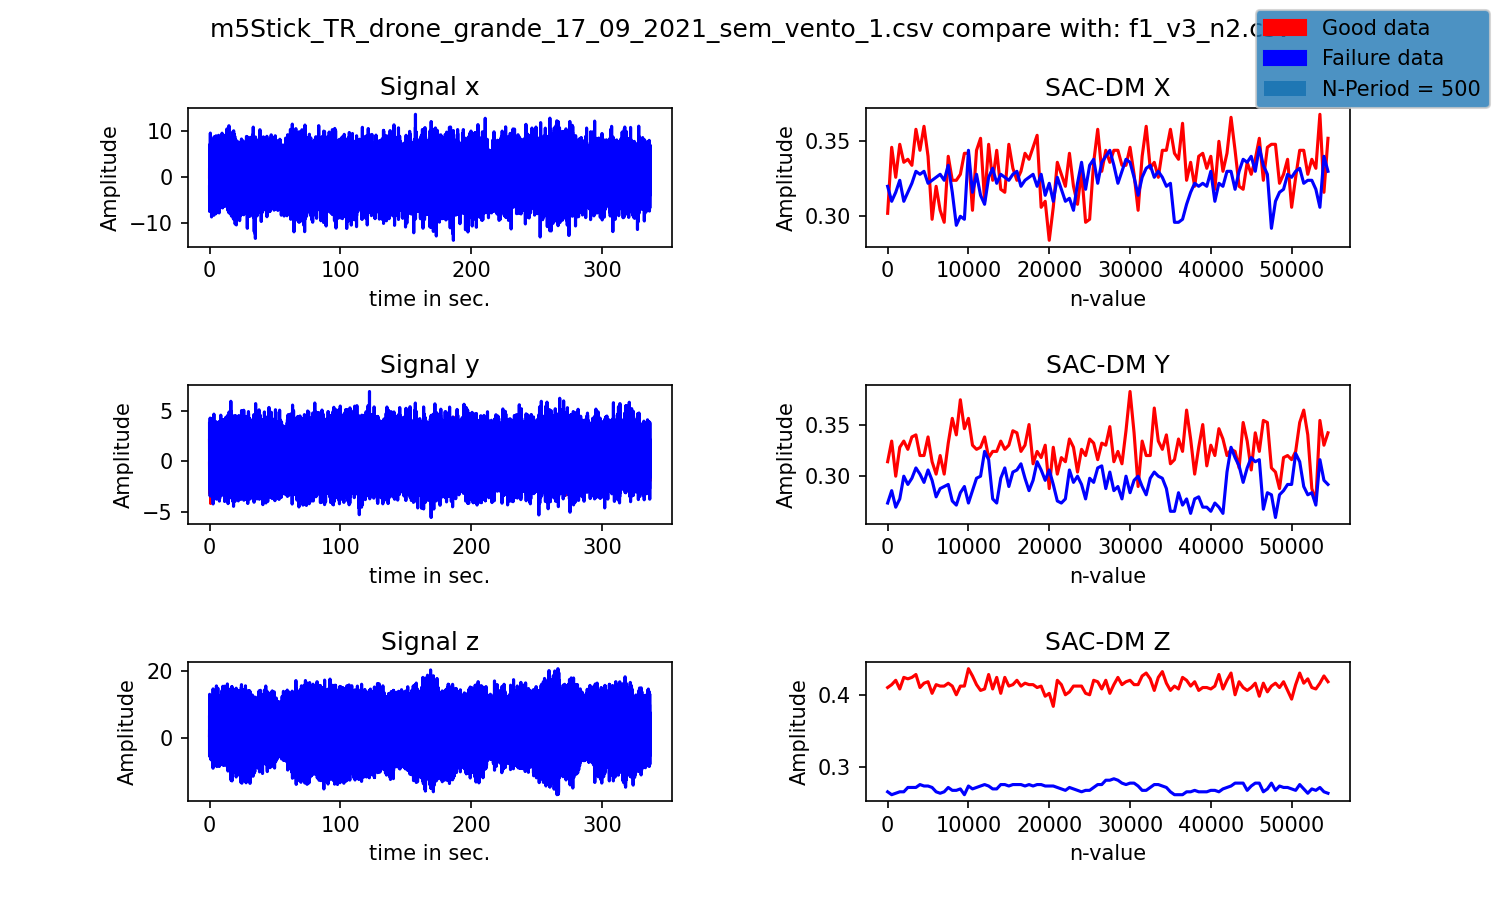 m5Stick_TR_drone_grande_17_09_2021_sem_vento_1.csv compare with: f1_v3_n2.csv
Good data
Failure data
N-Period = 500
Signal x
Amplitude
10
0
−10
0 100 200 300
time in sec.
SAC-DM X
Amplitude
0.35
0.30
0 10000 20000 30000 40000 50000
n-value
Signal y
Amplitude
5
0
−5
0 100 200 300
time in sec.
SAC-DM Y
Amplitude
0.35
0.30
0 10000 20000 30000 40000 50000
n-value
Signal z
Amplitude
20
0
0 100 200 300
time in sec.
SAC-DM Z
Amplitude
0.4
0.3
0 10000 20000 30000 40000 50000
n-value